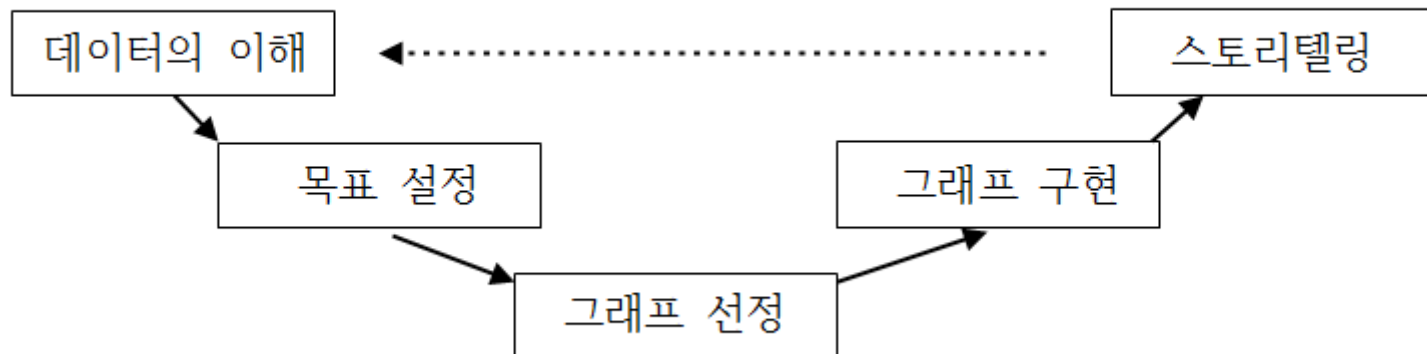 데이터의 이해
스토리텔링
목표 설정
그래프 구현
그래프 선정